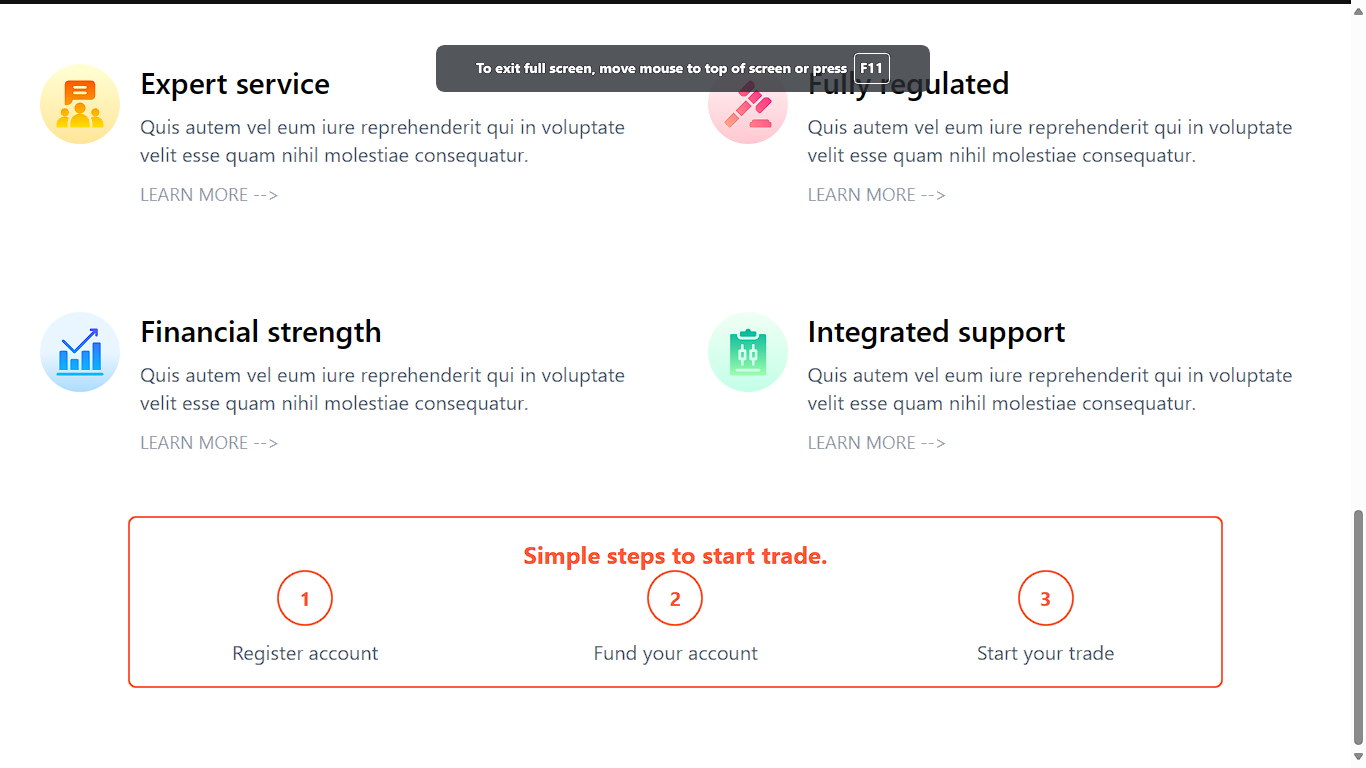 To exit full screen, move mouse to top of screen or press F11
Expert service
Quis autem vel eum iure reprehenderit qui in voluptate
velit esse quam nihil molestiae consequatur.
LEARN MORE -->
Fully regulated
Quis autem vel eum iure reprehenderit qui in voluptate
velit esse quam nihil molestiae consequatur.
LEARN MORE -->
Financial strength
Quis autem vel eum iure reprehenderit qui in voluptate
velit esse quam nihil molestiae consequatur.
LEARN MORE -->
Integrated support
Quis autem vel eum iure reprehenderit qui in voluptate
velit esse quam nihil molestiae consequatur.
LEARN MORE -->
Simple steps to start trade.
1
Register account
2
Fund your account
3
Start your trade